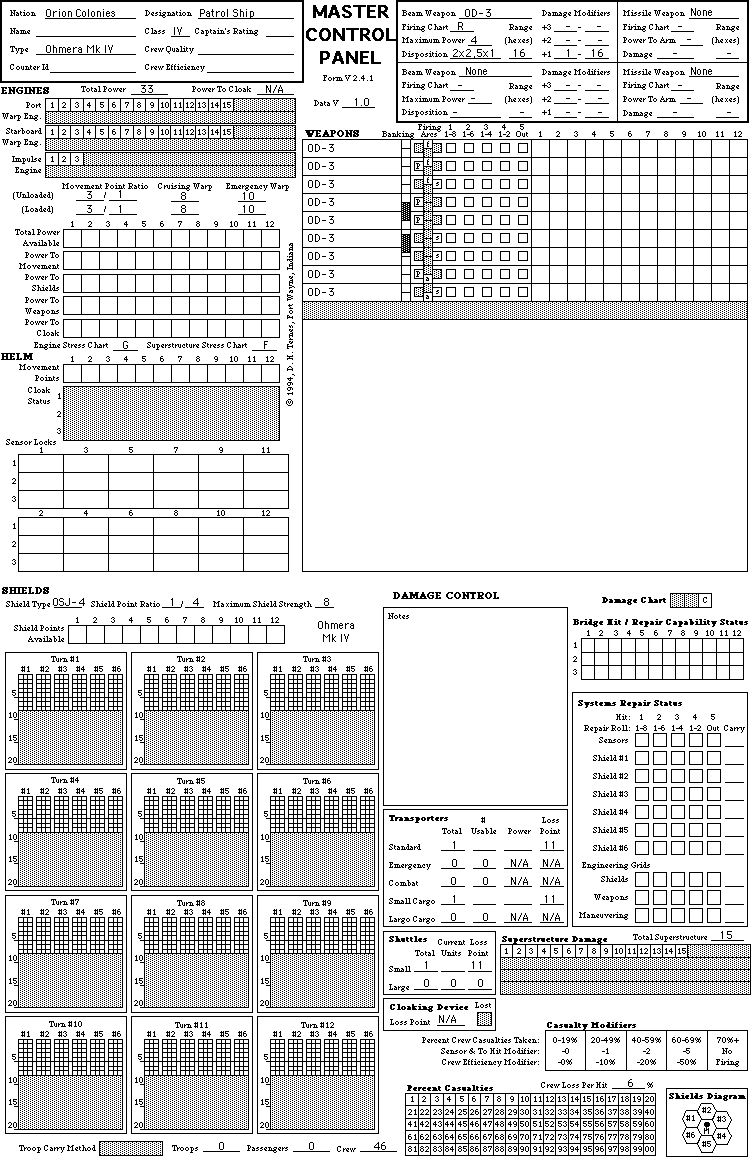 Nation Orion Colonies Designation Patrol Ship
Name Class IV Captain's Rating
Type Ohmera Mk IV Crew Quality
Counter Id Crew Efficiency
MASTER
CONTROL
PANEL
Form V 2.4.1
Data V 1.0
Beam Weapon OD-3 Damage Modifiers
Firing Chart R Range +3 - - -
Maximum Power 4 (hexes) +2 - - -
Disposition 2x2,5x1 16 +1 1 - 16
Missile Weapon None
Firing Chart - Range
Power To Arm - (hexes)
Damage - -
Beam Weapon None Damage Modifiers
Firing Chart - Range +3 - - -
Maximum Power - (hexes) +2 - - -
Disposition - - +1 - - -
Missile Weapon None
Firing Chart - Range
Power To Arm - (hexes)
Damage - -
ENGINES Total Power 33 Power To Cloak N/A
Port Warp Eng. 1 2 3 4 5 6 7 8 9 10 11 12 13 14 15
Starboard Warp Eng. 1 2 3 4 5 6 7 8 9 10 11 12 13 14 15
Impulse Engine 1 2 3
Movement Point Ratio Cruising Warp Emergency Warp
(Unloaded) 3 / 1 8 10
(Loaded) 3 / 1 8 10
1 2 3 4 5 6 7 8 9 10 11 12
Total Power Available
Power To Movement
Power To Shields
Power To Weapons
Power To Cloak
Engine Stress Chart G Superstructure Stress Chart F
© 1994, D. H. Ternes, Fort Wayne, Indiana
HELM
1 2 3 4 5 6 7 8 9 10 11 12
Movement Points
Cloak Status 1
2
3
Sensor Locks
1 3 5 7 9 11
1
2
3
2 4 6 8 10 12
1
2
3
WEAPONS Banking Firing Arcs 1 2 3 4 5
1-8 1-6 1-4 1-2 Out 1 2 3 4 5 6 7 8 9 10 11 12
OD-3 f
OD-3 p f
OD-3 f s
OD-3 p f
OD-3 p
OD-3 s
OD-3 s
OD-3 p a
OD-3 s a
SHIELDS
Shield Type OSJ-4 Shield Point Ratio 1 / 4 Maximum Shield Strength 8
Shield Points Available 1 2 3 4 5 6 7 8 9 10 11 12
Ohmera
Mk IV
Turn #1 Turn #2 Turn #3
#1 #2 #3 #4 #5 #6 #1 #2 #3 #4 #5 #6 #1 #2 #3 #4 #5 #6
5 5 5
10 10 10
15 15 15
20 20 20
Turn #4 Turn #5 Turn #6
#1 #2 #3 #4 #5 #6 #1 #2 #3 #4 #5 #6 #1 #2 #3 #4 #5 #6
5 5 5
10 10 10
15 15 15
20 20 20
Turn #7 Turn #8 Turn #9
#1 #2 #3 #4 #5 #6 #1 #2 #3 #4 #5 #6 #1 #2 #3 #4 #5 #6
5 5 5
10 10 10
15 15 15
20 20 20
Turn #10 Turn #11 Turn #12
#1 #2 #3 #4 #5 #6 #1 #2 #3 #4 #5 #6 #1 #2 #3 #4 #5 #6
5 5 5
10 10 10
15 15 15
20 20 20
Troop Carry Method Troops 0 Passengers 0 Crew 46
DAMAGE CONTROL
Notes
Damage Chart C
Bridge Hit / Repair Capability Status
1 2 3 4 5 6 7 8 9 10 11 12
1
2
3
Systems Repair Status
Hit: 1 2 3 4 5
Repair Roll: 1-8 1-6 1-4 1-2 Out Carry
Sensors
Shield #1
Shield #2
Shield #3
Shield #4
Shield #5
Shield #6
Engineering Grids
Shields
Weapons
Maneuvering
Transporters Total # Usable Power Loss Point
Standard 1 11
Emergency 0 0 N/A N/A
Combat 0 0 N/A N/A
Small Cargo 1 11
Large Cargo 0 0 N/A N/A
Shuttles Total Current Units Loss Point
Small 1 11
Large 0 0 0
Superstructure Damage Total Superstructure 15
1 2 3 4 5 6 7 8 9 10 11 12 13 14 15
Cloaking Device Lost
Loss Point N/A
Casualty Modifiers
Percent Crew Casualties Taken: 0-19% 20-49% 40-59% 60-69% 70%+
Sensor & To Hit Modifier: -0 -1 -2 -5 No
Crew Efficiency Modifier: -0% -10% -20% -50% Firing
Percent Casualties Crew Loss Per Hit 6 %
1 2 3 4 5 6 7 8 9 10 11 12 13 14 15 16 17 18 19 20
21 22 23 24 25 26 27 28 29 30 31 32 33 34 35 36 37 38 39 40
41 42 43 44 45 46 47 48 49 50 51 52 53 54 55 56 57 58 59 60
61 62 63 64 65 66 67 68 69 70 71 72 73 74 75 76 77 78 79 80
81 82 83 84 85 86 87 88 89 90 91 92 93 94 95 96 97 98 99 00
Shields Diagram
#2
#1 #3
#6 #4
#5